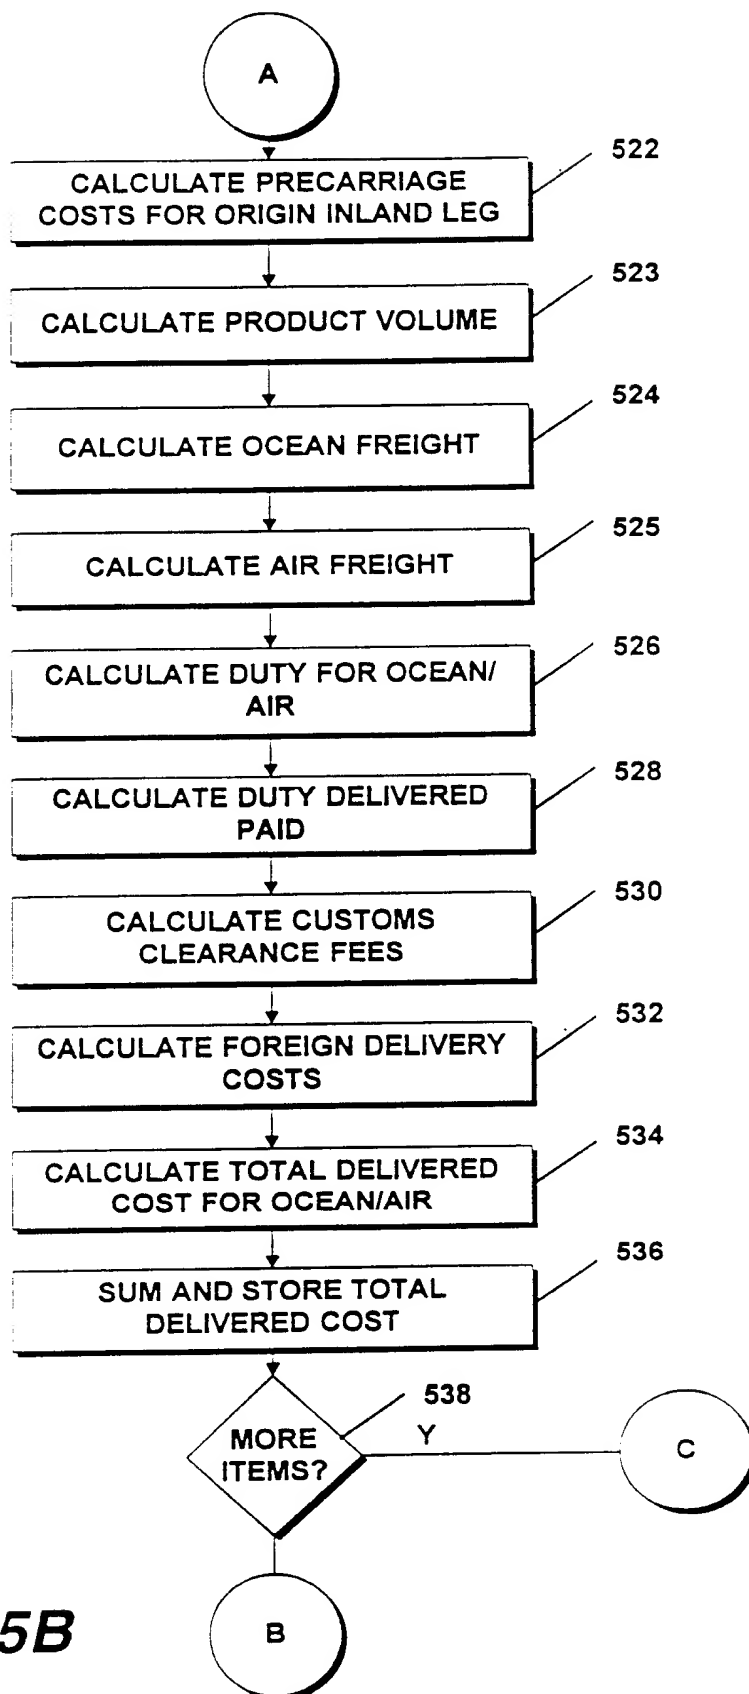 A
522
CALCULATE PRECARRIAGE
COSTS FOR ORIGIN INLAND LEG
523
CALCULATE PRODUCT VOLUME
524
CALCULATE OCEAN FREIGHT
525
CALCULATE AIR FREIGHT
526
CALCULATE DUTY FOR OCEAN/
AIR
528
CALCULATE DUTY DELIVERED
PAID
530
CALCULATE CUSTOMS
CLEARANCE FEES
532
CALCULATE FOREIGN DELIVERY
COSTS
534
CALCULATE TOTAL DELIVERED
COST FOR OCEAN/AIR
536
SUM AND STORE TOTAL
DELIVERED COST
538
MORE
ITEMS?
Y
C
B
5B